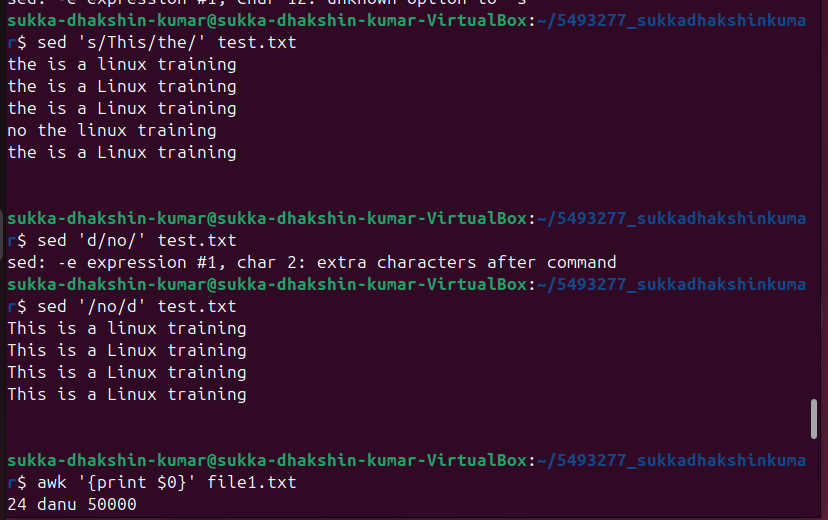 sed: -e expression #1, char 12: unknown option to `s'
sukka-dhakshin-kumar@sukka-dhakshin-kumar-VirtualBox:~/5493277_sukkadhakshinkuma
r$ sed 's/This/the/' test.txt
the is a linux training
the is a Linux training
the is a Linux training
no the linux training
the is a Linux training
sukka-dhakshin-kumar@sukka-dhakshin-kumar-VirtualBox:~/5493277_sukkadhakshinkuma
r$ sed 'd/no/' test.txt
sed: -e expression #1, char 2: extra characters after command
sukka-dhakshin-kumar@sukka-dhakshin-kumar-VirtualBox:~/5493277_sukkadhakshinkuma
r$ sed '/no/d' test.txt
This is a linux training
This is a Linux training
This is a Linux training
This is a Linux training
sukka-dhakshin-kumar@sukka-dhakshin-kumar-VirtualBox:~/5493277_sukkadhakshinkuma
r$ awk '{print $0}' file1.txt
24 danu 50000